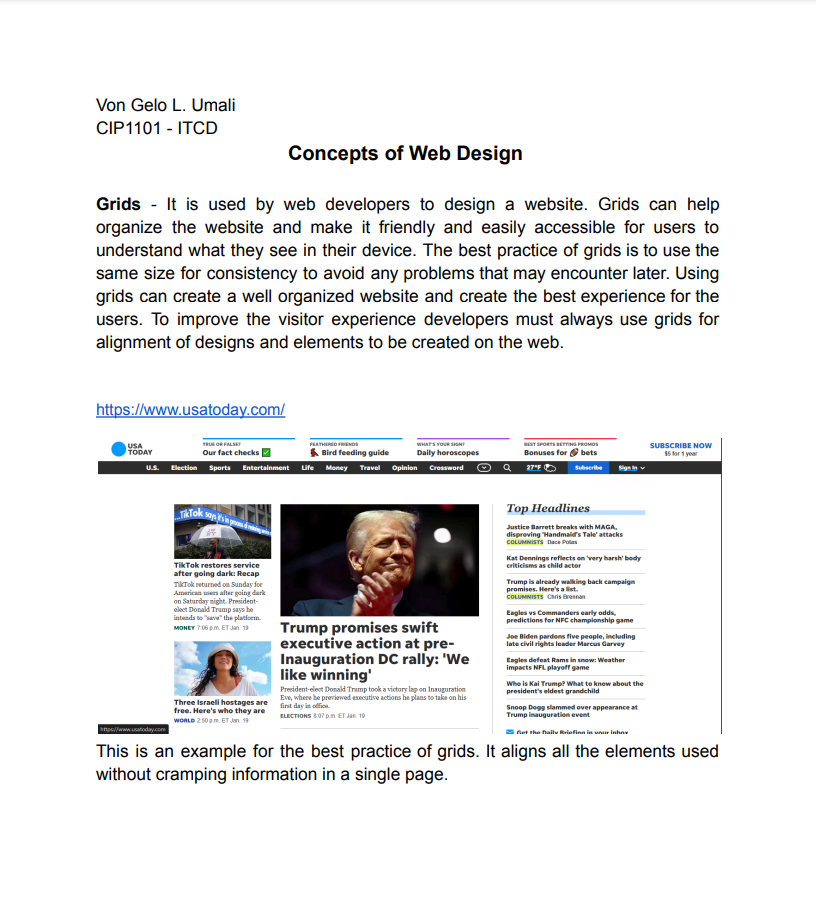 Von Gelo L. Umali
CIP1101 - ITCD
Concepts of Web Design
Grids - It is used by web developers to design a website. Grids can help
organize the website and make it friendly and easily accessible for users to
understand what they see in their device. The best practice of grids is to use the
same size for consistency to avoid any problems that may encounter later. Using
grids can create a well organized website and create the best experience for the
users. To improve the visitor experience developers must always use grids for
alignment of designs and elements to be created on the web.
https://www.usatoday.com/
USA
TODAY
TRUE OR FALSE?
Our fact checks ✅
FEATHERED FRIENDS
Bird feeding guide
WHAT'S YOUR SIGN?
Daily horoscopes
BEST SPORTS BETTING PROMOS
Bonuses for 🏈 bets
SUBSCRIBE NOW
$5 for 1 year
U.S. Election Sports Entertainment Life Money Travel Opinion Crossword 27°F Subscribe Sign In
...TikTok says it's in process of
TikTok restores service
after going dark: Recap
TikTok returned on Sunday for
American users after going dark
on Saturday night. President-
elect Donald Trump says he
intends to "save" the platform.
MONEY 7:06 p.m. ET Jan. 19
Three Israeli hostages are
free. Here's who they are
WORLD 2:50 p.m. ET Jan. 19
Trump promises swift
executive action at pre-
Inauguration DC rally: 'We
like winning'
President-elect Donald Trump took a victory lap on Inauguration
Eve, where he previewed executive actions he plans to take on his
first day in office.
ELECTIONS 8:07 p.m. ET Jan. 19
Top Headlines
Justice Barrett breaks with MAGA,
disproving 'Handmaid's Tale' attacks
COLUMNISTS Dace Potas
Kat Dennings reflects on 'very harsh' body
criticisms as child actor
Trump is already walking back campaign
promises. Here's a list.
COLUMNISTS Chris Brennan
Eagles vs Commanders early odds,
predictions for NFC championship game
Joe Biden pardons five people, including
late civil rights leader Marcus Garvey
Eagles defeat Rams in snow: Weather
impacts NFL playoff game
Who is Kai Trump? What to know about the
president's eldest grandchild
Snoop Dogg slammed over appearance at
Trump inauguration event
Get the Daily Briefing in your inbox
https://www.usatoday.com
This is an example for the best practice of grids. It aligns all the elements used
without cramping information in a single page.